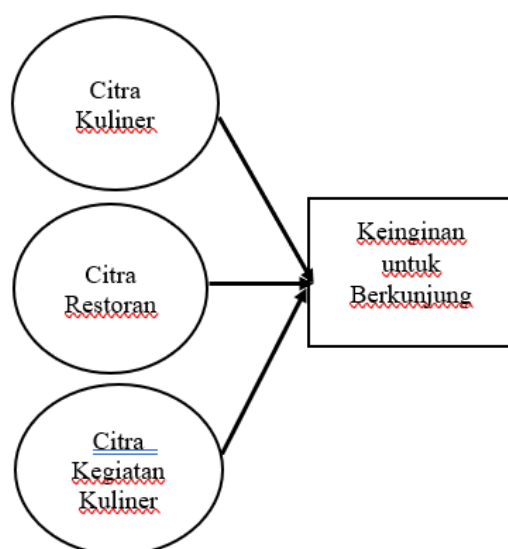 Citra
Kuliner
Citra
Restoran
Citra
Kegiatan
Kuliner
Keinginan
untuk
Berkunjung